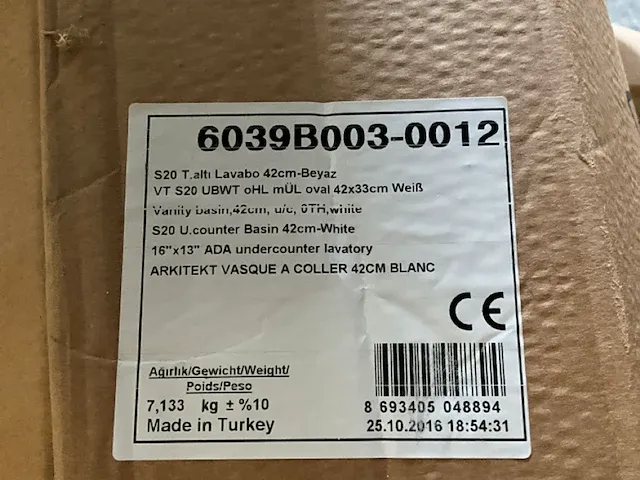 6039B003-0012
S20 T.altı Lavabo 42cm-Beyaz
VT S20 UBWT oHL mÜL oval 42x33cm Weiß
Vanity basin,42cm, u/c, 0TH,white
S20 U.counter Basin 42cm-White
16"x13" ADA undercounter lavatory
ARKITEKT VASQUE A COLLER 42CM BLANC
CE
Ağırlık/Gewicht/Weight/
Poids/Peso
7,133 kg ± %10
8 693405 048894
Made in Turkey
25.10.2016 18:54:31